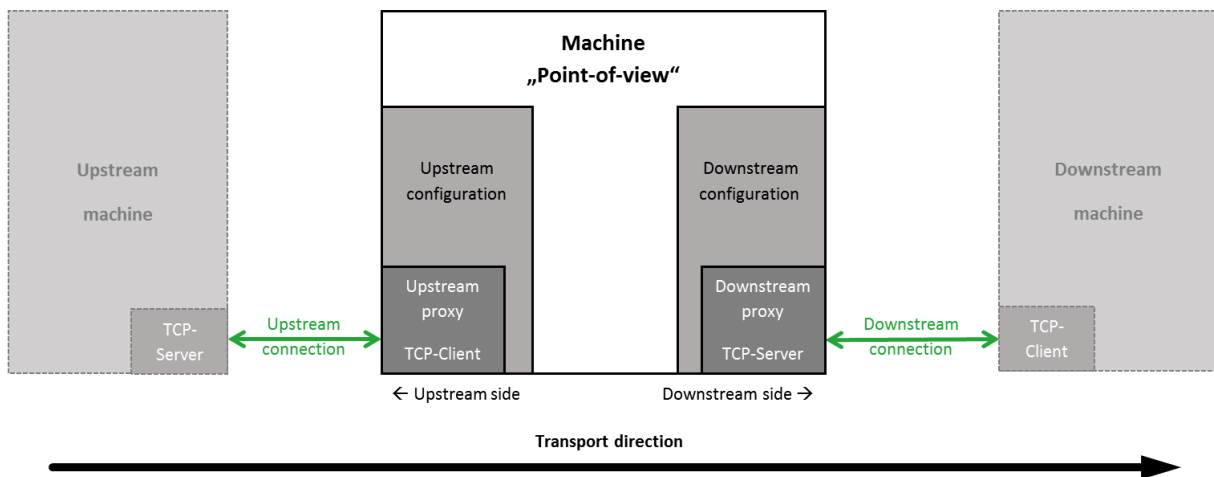 Machine
„Point-of-view“
Upstream
machine
TCP-
Server
Upstream
connection
Upstream
configuration
Upstream
proxy
TCP-Client
Downstream
configuration
Downstream
proxy
TCP-Server
Downstream
connection
Downstream
machine
TCP-
Client
← Upstream side
Downstream side →
Transport direction